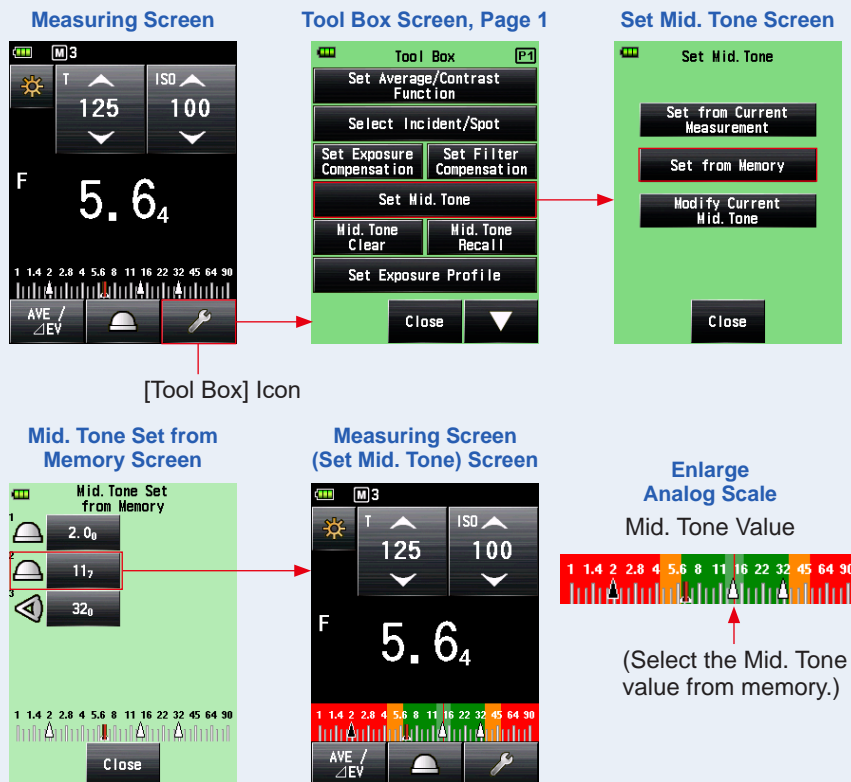 Measuring Screen
M 3
T
125
ISO
100
F
5.6₄
1 1.4 2 2.8 4 5.6 8 11 16 22 32 45 64 90
AVE /
⊿EV
[Tool Box] Icon
Tool Box Screen, Page 1
Tool Box
P1
Set Average/Contrast
Function
Select Incident/Spot
Set Exposure
Compensation
Set Filter
Compensation
Set Mid.Tone
Mid.Tone
Clear
Mid.Tone
Recall
Set Exposure Profile
Close
Set Mid. Tone Screen
Set Mid.Tone
Set from Current
Measurement
Set from Memory
Modify Current
Mid.Tone
Close
Mid. Tone Set from
Memory Screen
Mid.Tone Set
from Memory
1
2.0₀
2
11₇
3
32₀
1 1.4 2 2.8 4 5.6 8 11 16 22 32 45 64 90
Close
Measuring Screen
(Set Mid. Tone) Screen
M 3
T
125
ISO
100
F
5.6₄
1 1.4 2 2.8 4 5.6 8 11 16 22 32 45 64 90
AVE /
⊿EV
Enlarge
Analog Scale
Mid. Tone Value
1 1.4 2 2.8 4 5.6 8 11 16 22 32 45 64 90
(Select the Mid. Tone
value from memory.)